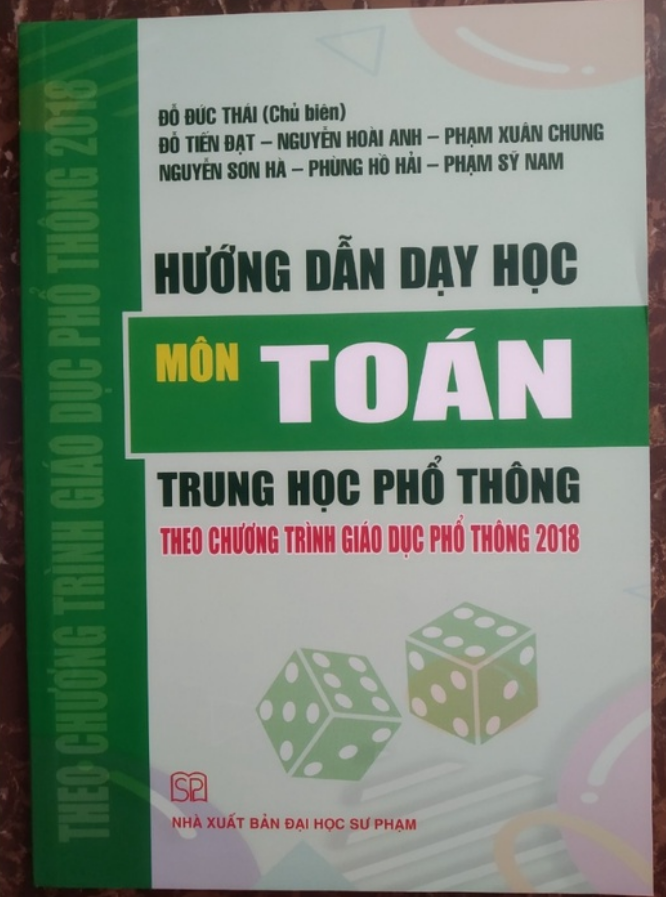 ĐỖ ĐỨC THÁI (Chủ biên)
ĐỖ TIẾN ĐẠT – NGUYỄN HOÀI ANH – PHẠM XUÂN CHUNG
NGUYỄN SƠN HÀ – PHÙNG HỒ HẢI – PHẠM SỸ NAM
HƯỚNG DẪN DẠY HỌC
MÔN TOÁN
TRUNG HỌC PHỔ THÔNG
THEO CHƯƠNG TRÌNH GIÁO DỤC PHỔ THÔNG 2018
THEO CHƯƠNG TRÌNH GIÁO DỤC PHỔ THÔNG 2018
SP
NHÀ XUẤT BẢN ĐẠI HỌC SƯ PHẠM